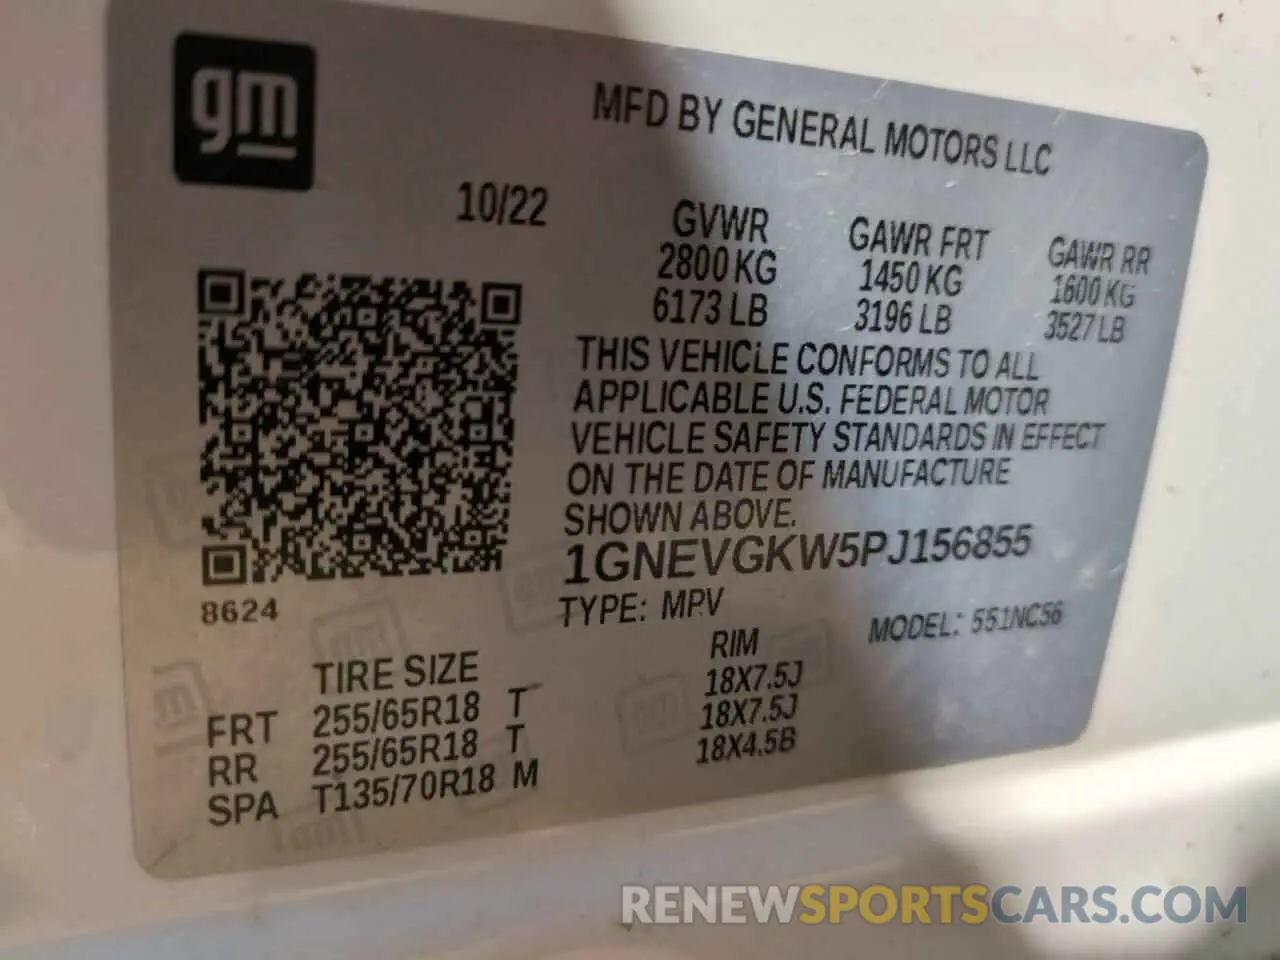 gm
MFD BY GENERAL MOTORS LLC
10/22
GVWR GAWR FRT GAWR RR
2800 KG 1450 KG 1600 KG
6173 LB 3196 LB 3527 LB
THIS VEHICLE CONFORMS TO ALL
APPLICABLE U.S. FEDERAL MOTOR
VEHICLE SAFETY STANDARDS IN EFFECT
ON THE DATE OF MANUFACTURE
SHOWN ABOVE.
1GNEVGKW5PJ156855
8624
TYPE: MPV MODEL: 551NC56
TIRE SIZE RIM
FRT 255/65R18 T 18X7.5J
RR 255/65R18 T 18X7.5J
SPA T135/70R18 M 18X4.5B
RENEWSPORTSCARS.COM